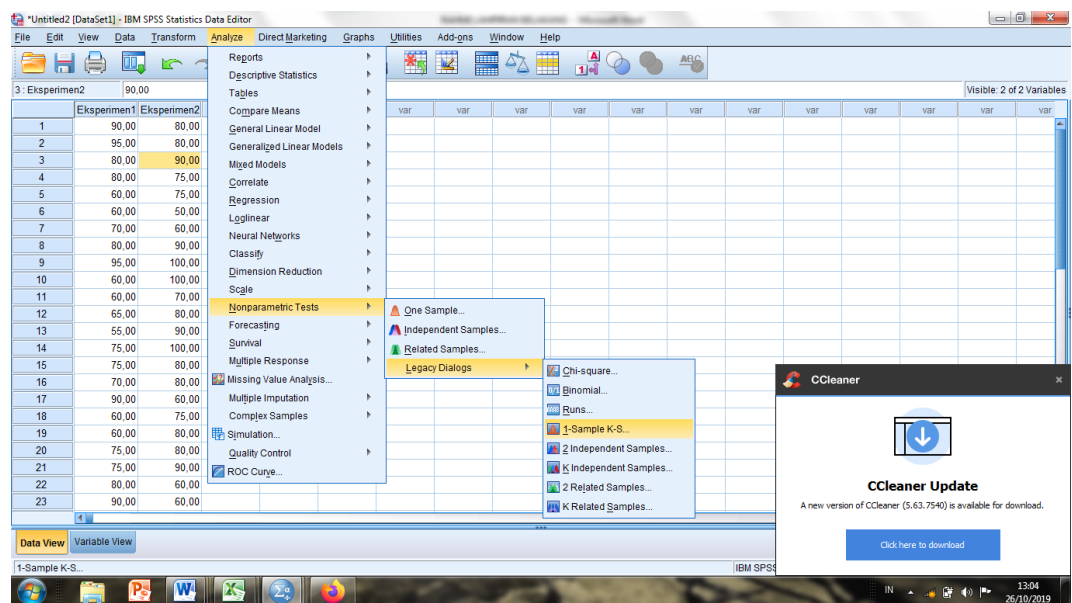 *Untitled2 [DataSet1] - IBM SPSS Statistics Data Editor
File Edit View Data Transform Analyze Direct Marketing Graphs Utilities Add-ons Window Help
3 : Eksperimen2 90,00 Visible: 2 of 2 Variables
Eksperimen1 Eksperimen2 var var var var var var var var var var var var
1 90,00 80,00
2 95,00 80,00
3 80,00 90,00
4 80,00 75,00
5 60,00 75,00
6 60,00 50,00
7 70,00 60,00
8 80,00 90,00
9 95,00 100,00
10 60,00 100,00
11 60,00 70,00
12 65,00 80,00
13 55,00 90,00
14 75,00 100,00
15 75,00 80,00
16 70,00 80,00
17 90,00 60,00
18 60,00 75,00
19 60,00 80,00
20 75,00 80,00
21 75,00 90,00
22 80,00 60,00
23 90,00 60,00
Reports
Descriptive Statistics
Tables
Compare Means
General Linear Model
Generalized Linear Models
Mixed Models
Correlate
Regression
Loglinear
Neural Networks
Classify
Dimension Reduction
Scale
Nonparametric Tests
Forecasting
Survival
Multiple Response
Missing Value Analysis...
Multiple Imputation
Complex Samples
Simulation...
Quality Control
ROC Curve...
One Sample...
Independent Samples...
Related Samples...
Legacy Dialogs
Chi-square...
Binomial...
Runs...
1-Sample K-S...
2 Independent Samples...
K Independent Samples...
2 Related Samples...
K Related Samples...
CCleaner
CCleaner Update
A new version of CCleaner (5.63.7540) is available for download.
Click here to download
Data View Variable View
1-Sample K-S... IBM SPSS
IN 13:04
26/10/2019